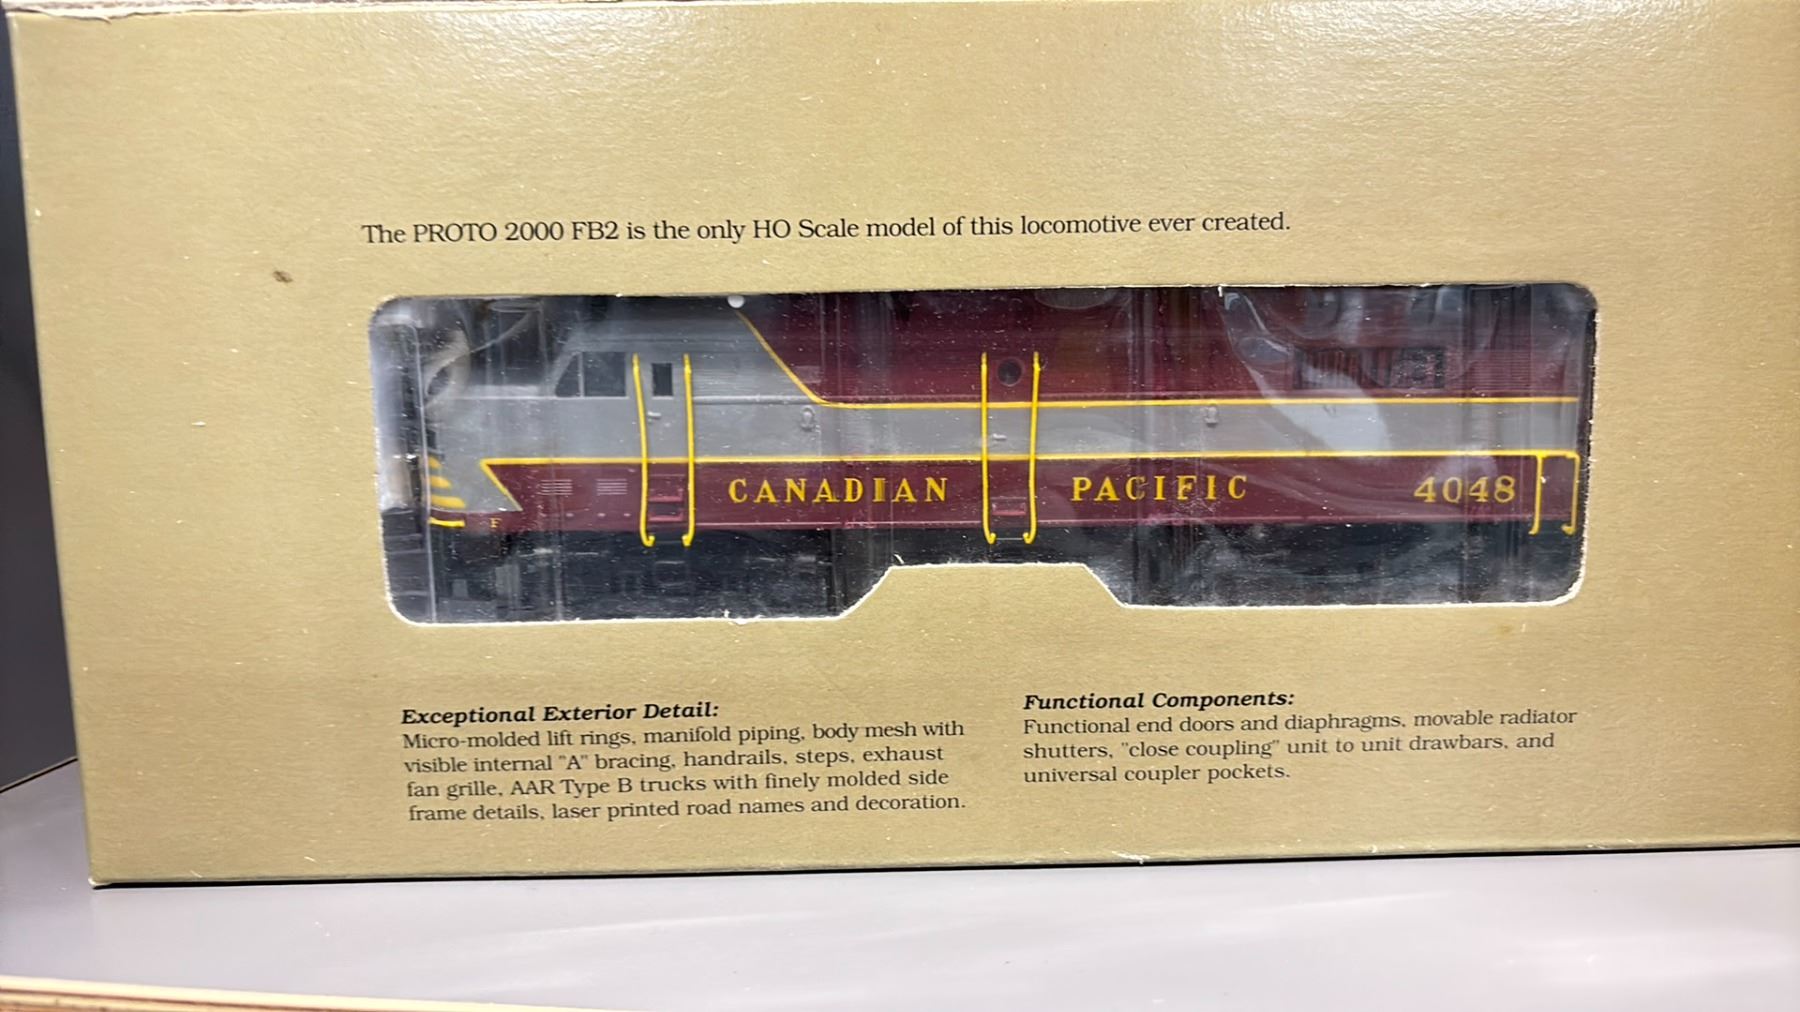 The PROTO 2000 FB2 is the only HO Scale model of this locomotive ever created.
CANADIAN PACIFIC 4048
F
Exceptional Exterior Detail:
Micro-molded lift rings, manifold piping, body mesh with
visible internal "A" bracing, handrails, steps, exhaust
fan grille, AAR Type B trucks with finely molded side
frame details, laser printed road names and decoration.
Functional Components:
Functional end doors and diaphragms, movable radiator
shutters, "close coupling" unit to unit drawbars, and
universal coupler pockets.